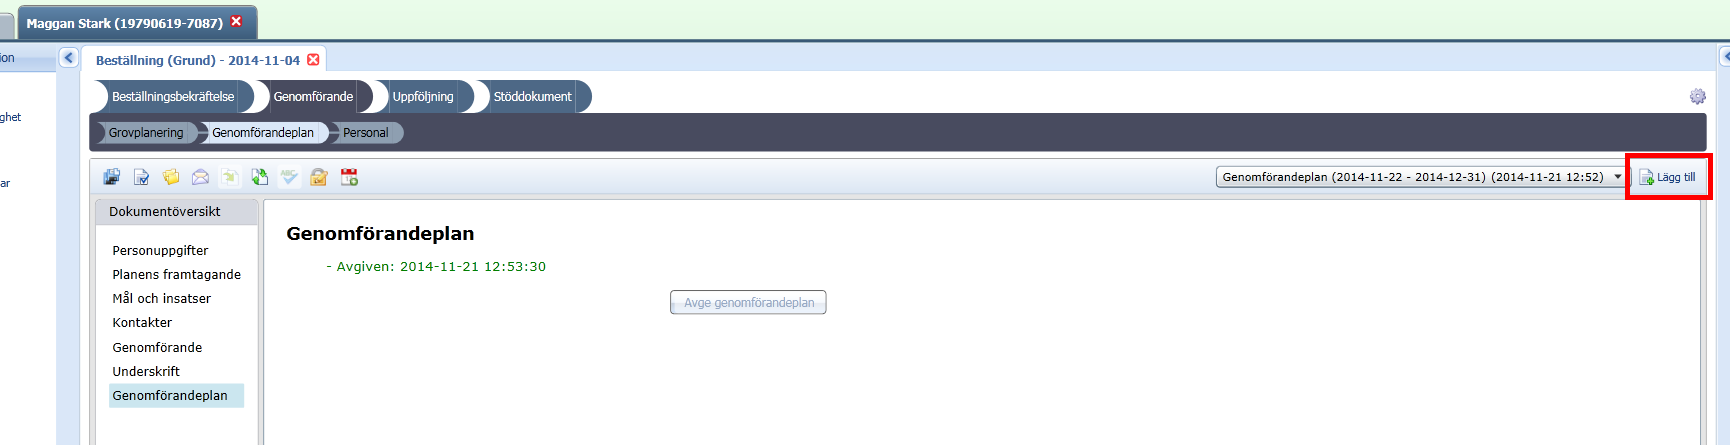 Maggan Stark (19790619-7087)
ion
Beställning (Grund) - 2014-11-04
Beställningsbekräftelse Genomförande Uppföljning Stöddokument
ghet
Grovplanering Genomförandeplan Personal
ar
ABC
Genomförandeplan (2014-11-22 - 2014-12-31) (2014-11-21 12:52) Lägg till
Dokumentöversikt
Personuppgifter
Planens framtagande
Mål och insatser
Kontakter
Genomförande
Underskrift
Genomförandeplan
Genomförandeplan
- Avgiven: 2014-11-21 12:53:30
Avge genomförandeplan